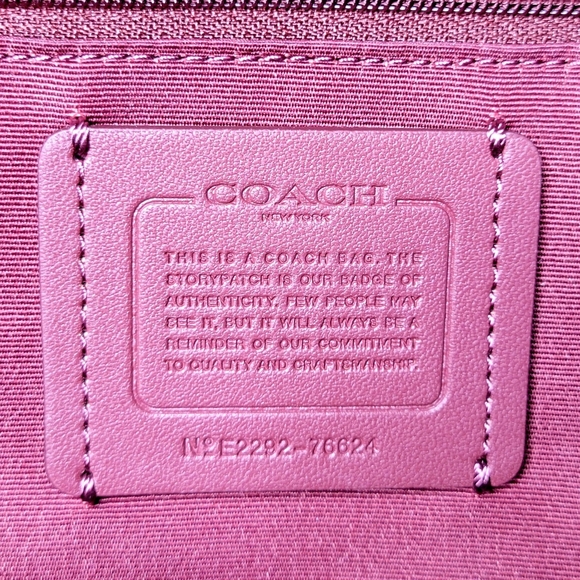 COACH
NEW YORK
THIS IS A COACH BAG. THE
STORYPATCH IS OUR BADGE OF
AUTHENTICITY. FEW PEOPLE MAY
SEE IT, BUT IT WILL ALWAYS BE A
REMINDER OF OUR COMMITMENT
TO QUALITY AND CRAFTSMANSHIP.
Nº E2292-76624